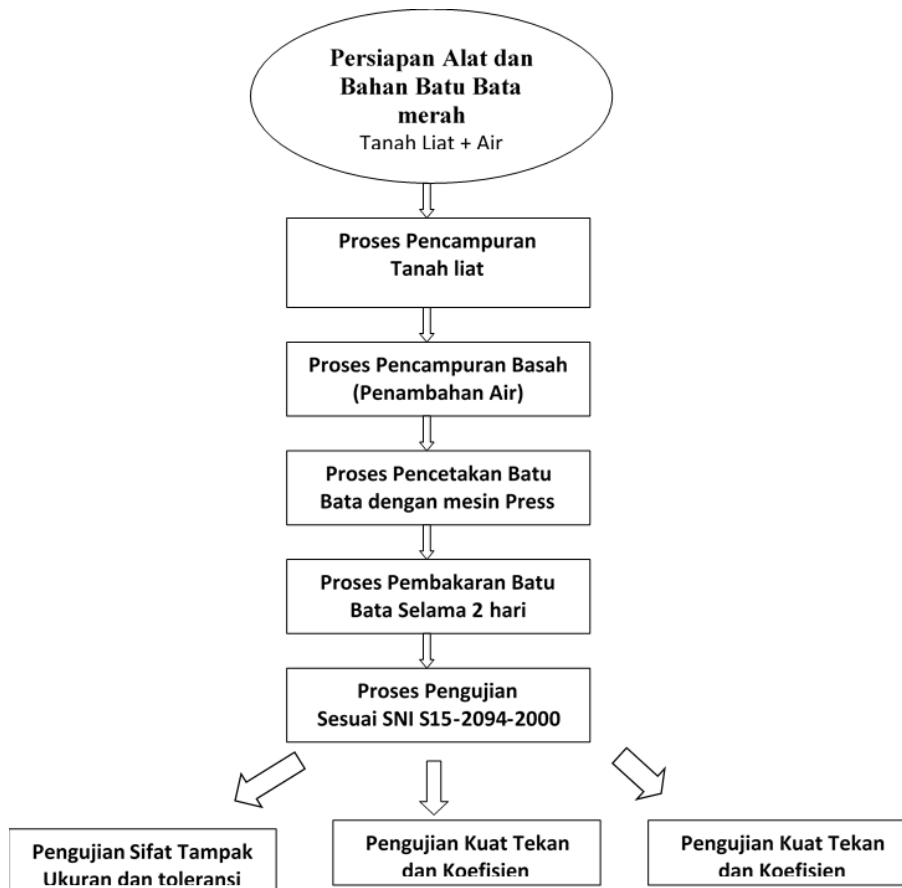 Persiapan Alat dan
Bahan Batu Bata
merah
Tanah Liat + Air
Proses Pencampuran
Tanah liat
Proses Pencampuran Basah
(Penambahan Air)
Proses Pencetakan Batu
Bata dengan mesin Press
Proses Pembakaran Batu
Bata Selama 2 hari
Proses Pengujian
Sesuai SNI S15-2094-2000
Pengujian Sifat Tampak
Ukuran dan toleransi
Pengujian Kuat Tekan
dan Koefisien
Pengujian Kuat Tekan
dan Koefisien